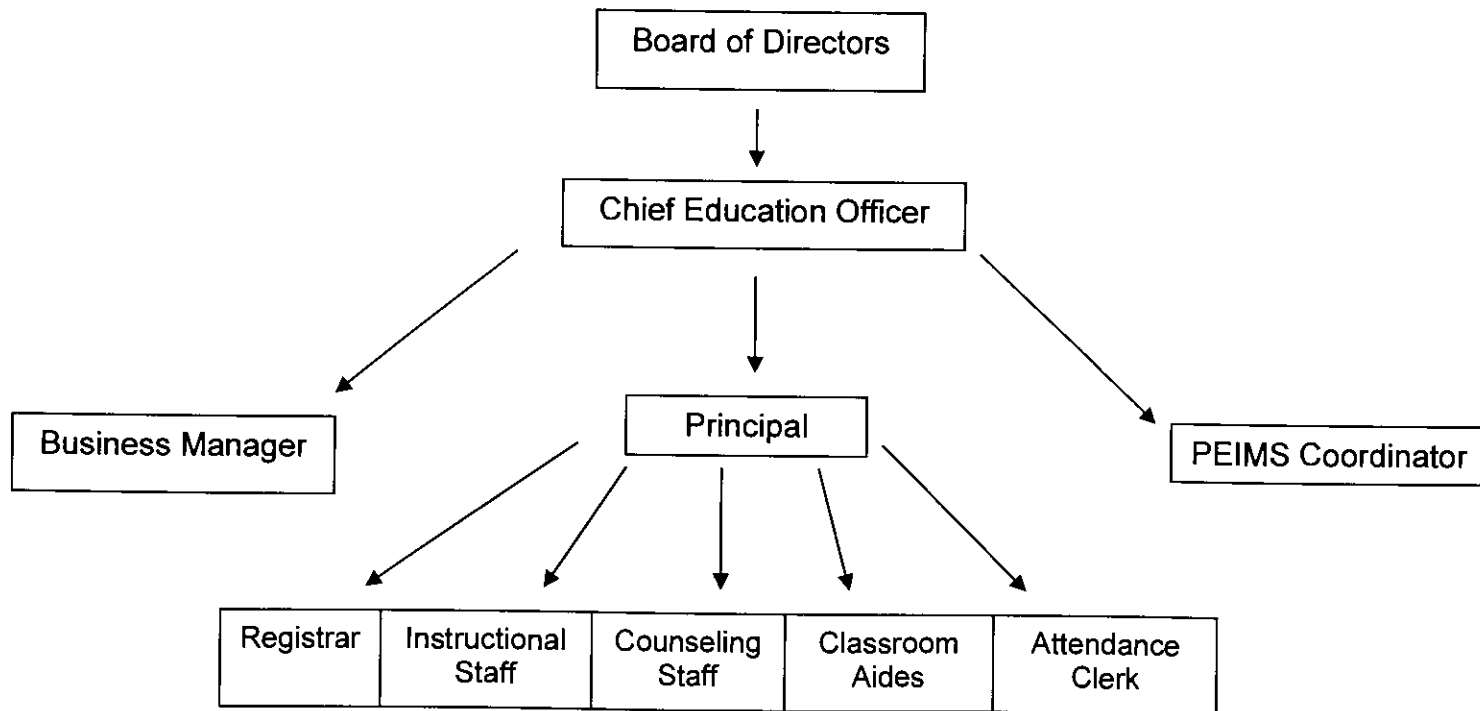 Board of Directors
Chief Education Officer
Business Manager
Principal
PEIMS Coordinator
Registrar
Instructional
Staff
Counseling
Staff
Classroom
Aides
Attendance
Clerk